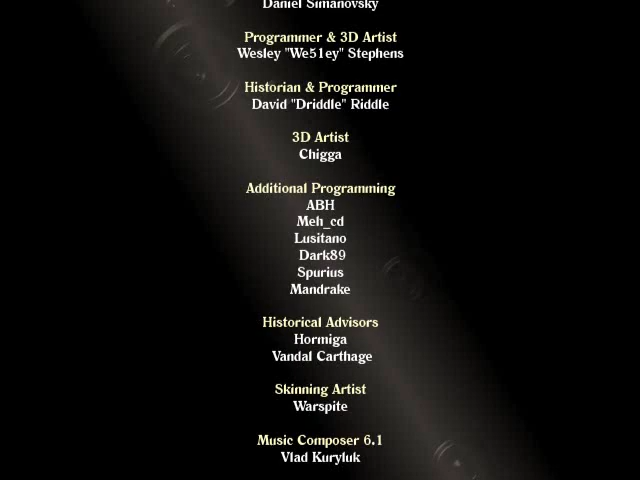 Daniel Simanovsky
Programmer & 3D Artist
Wesley "We51ey" Stephens
Historian & Programmer
David "Driddle" Riddle
3D Artist
Chigga
Additional Programming
ABH
Meh_cd
Lusitano
Dark89
Spurius
Mandrake
Historical Advisors
Hormiga
Vandal Carthage
Skinning Artist
Warspite
Music Composer 6.1
Vlad Kuryluk